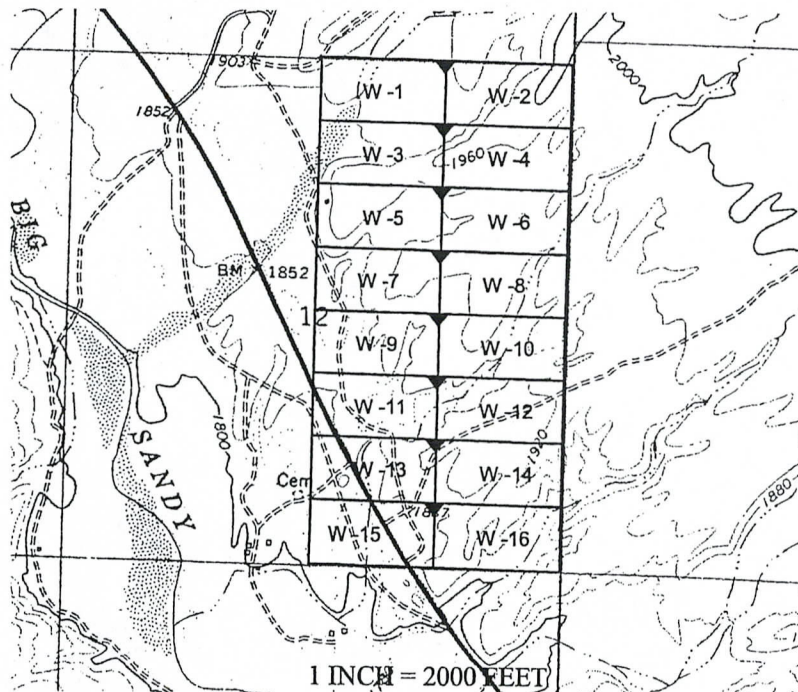 903
2000
W-1
W-2
1852
W-3
1960
W-4
BIG
W-5
W-6
BM
1852
W-7
W-8
12
W-9
W-10
1800
W-11
W-12
SANDY
1920
Cem
W-13
W-14
1880
W-15
W-16
1 INCH = 2000 FEET